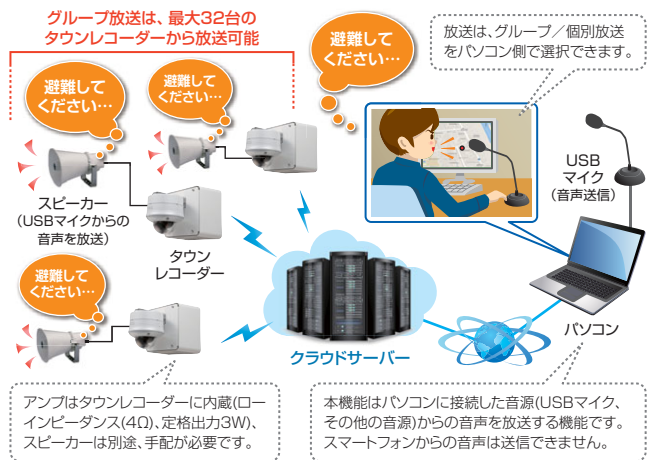 グループ放送は、最大32台の
タウンレコーダーから放送可能
避難して
ください…
放送は、グループ／個別放送
をパソコン側で選択できます。
避難して
ください…
避難して
ください…
スピーカー
(USBマイクからの
音声を放送)
タウン
レコーダー
USB
マイク
(音声送信)
避難して
ください…
クラウドサーバー
パソコン
アンプはタウンレコーダーに内蔵(ロー
インピーダンス(4Ω)、定格出力3W)、
スピーカーは別途、手配が必要です。
本機能はパソコンに接続した音源(USBマイク、
その他の音源)からの音声を放送する機能です。
スマートフォンからの音声は送信できません。